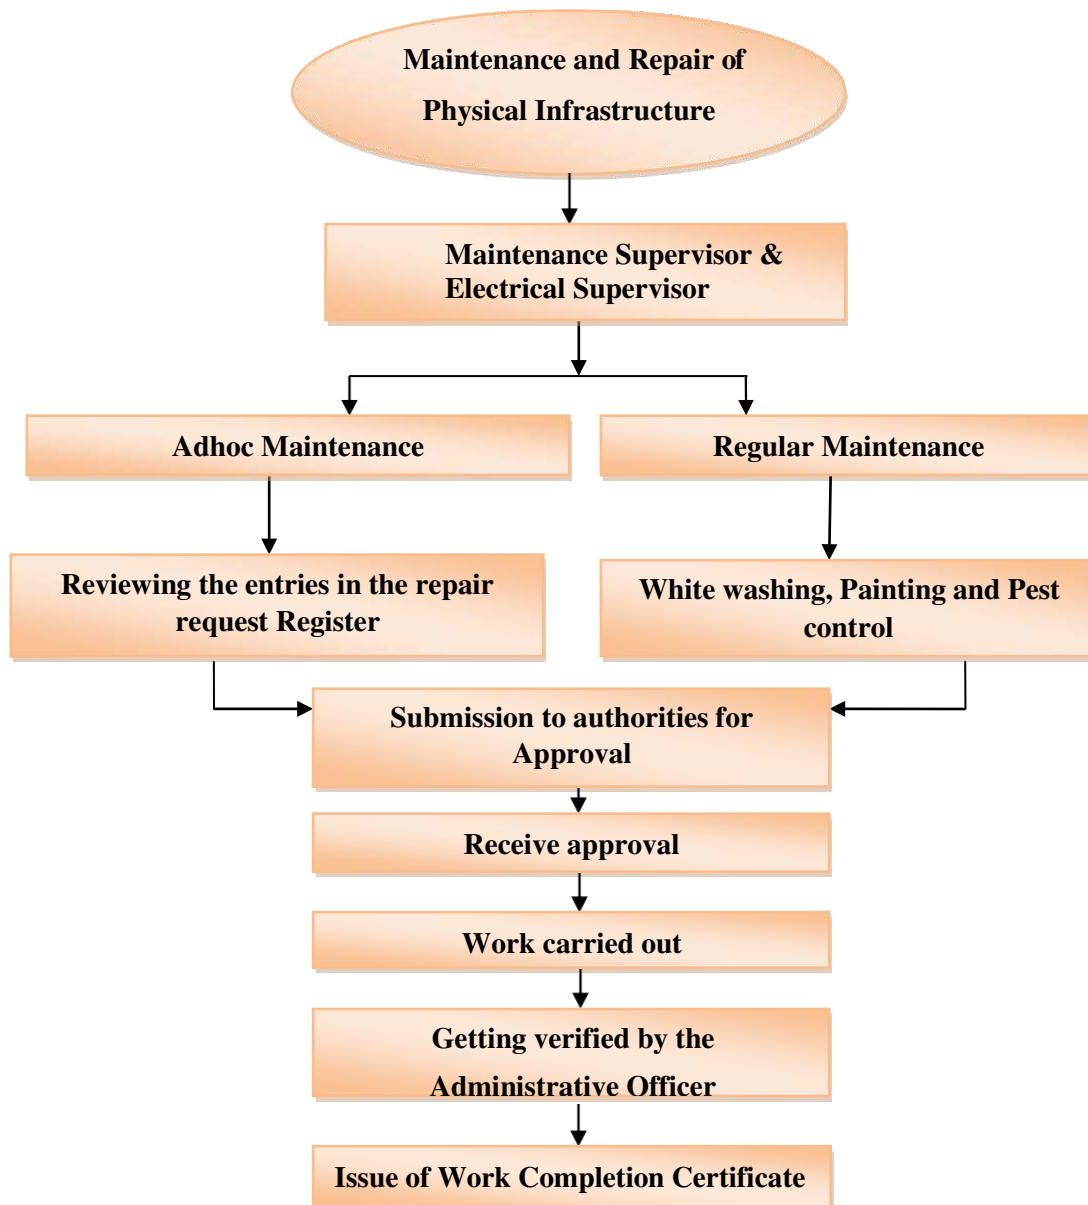 Maintenance and Repair of
Physical Infrastructure
Maintenance Supervisor &
Electrical Supervisor
Adhoc Maintenance
Regular Maintenance
Reviewing the entries in the repair
request Register
White washing, Painting and Pest
control
Submission to authorities for
Approval
Receive approval
Work carried out
Getting verified by the
Administrative Officer
Issue of Work Completion Certificate